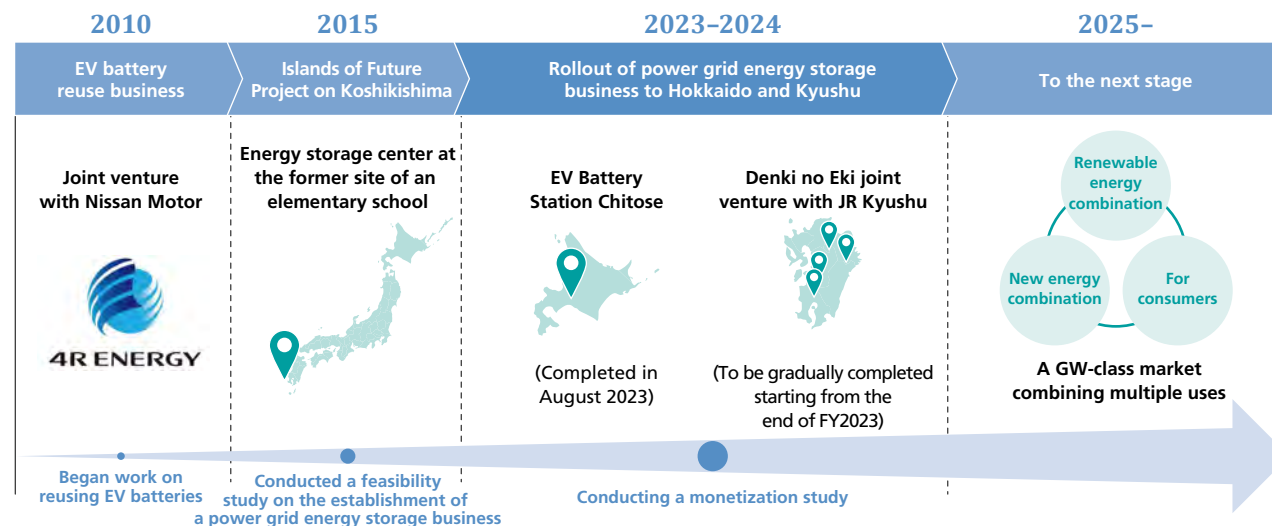 2010
2015
2023–2024
2025–
EV battery
reuse business
Islands of Future
Project on Koshikishima
Rollout of power grid energy storage
business to Hokkaido and Kyushu
To the next stage
Joint venture
with Nissan Motor
4R ENERGY
Energy storage center at
the former site of an
elementary school
EV Battery
Station Chitose
(Completed in
August 2023)
Denki no Eki joint
venture with JR Kyushu
(To be gradually completed
starting from the
end of FY2023)
Renewable
energy
combination
New energy
combination
For
consumers
A GW-class market
combining multiple uses
Began work on
reusing EV batteries
Conducted a feasibility
study on the establishment of
a power grid energy storage business
Conducting a monetization study